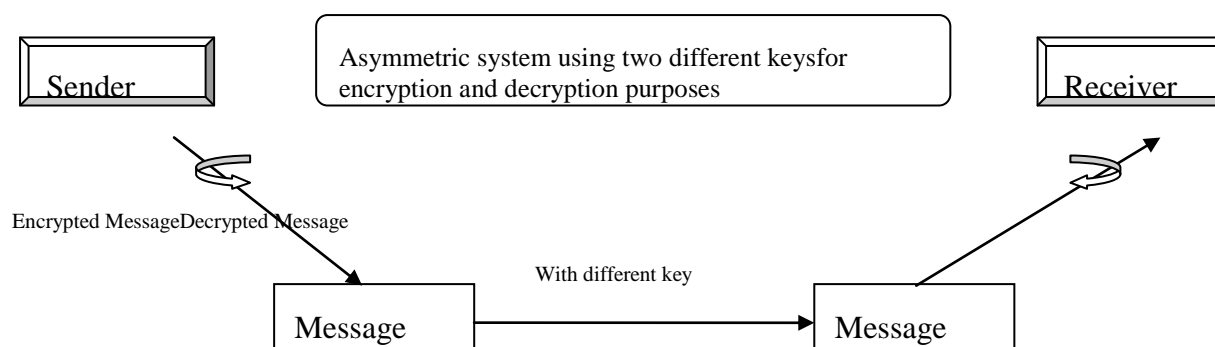 Asymmetric system using two different keysfor
encryption and decryption purposes
Sender
Receiver
Encrypted MessageDecrypted Message
With different key
Message
Message